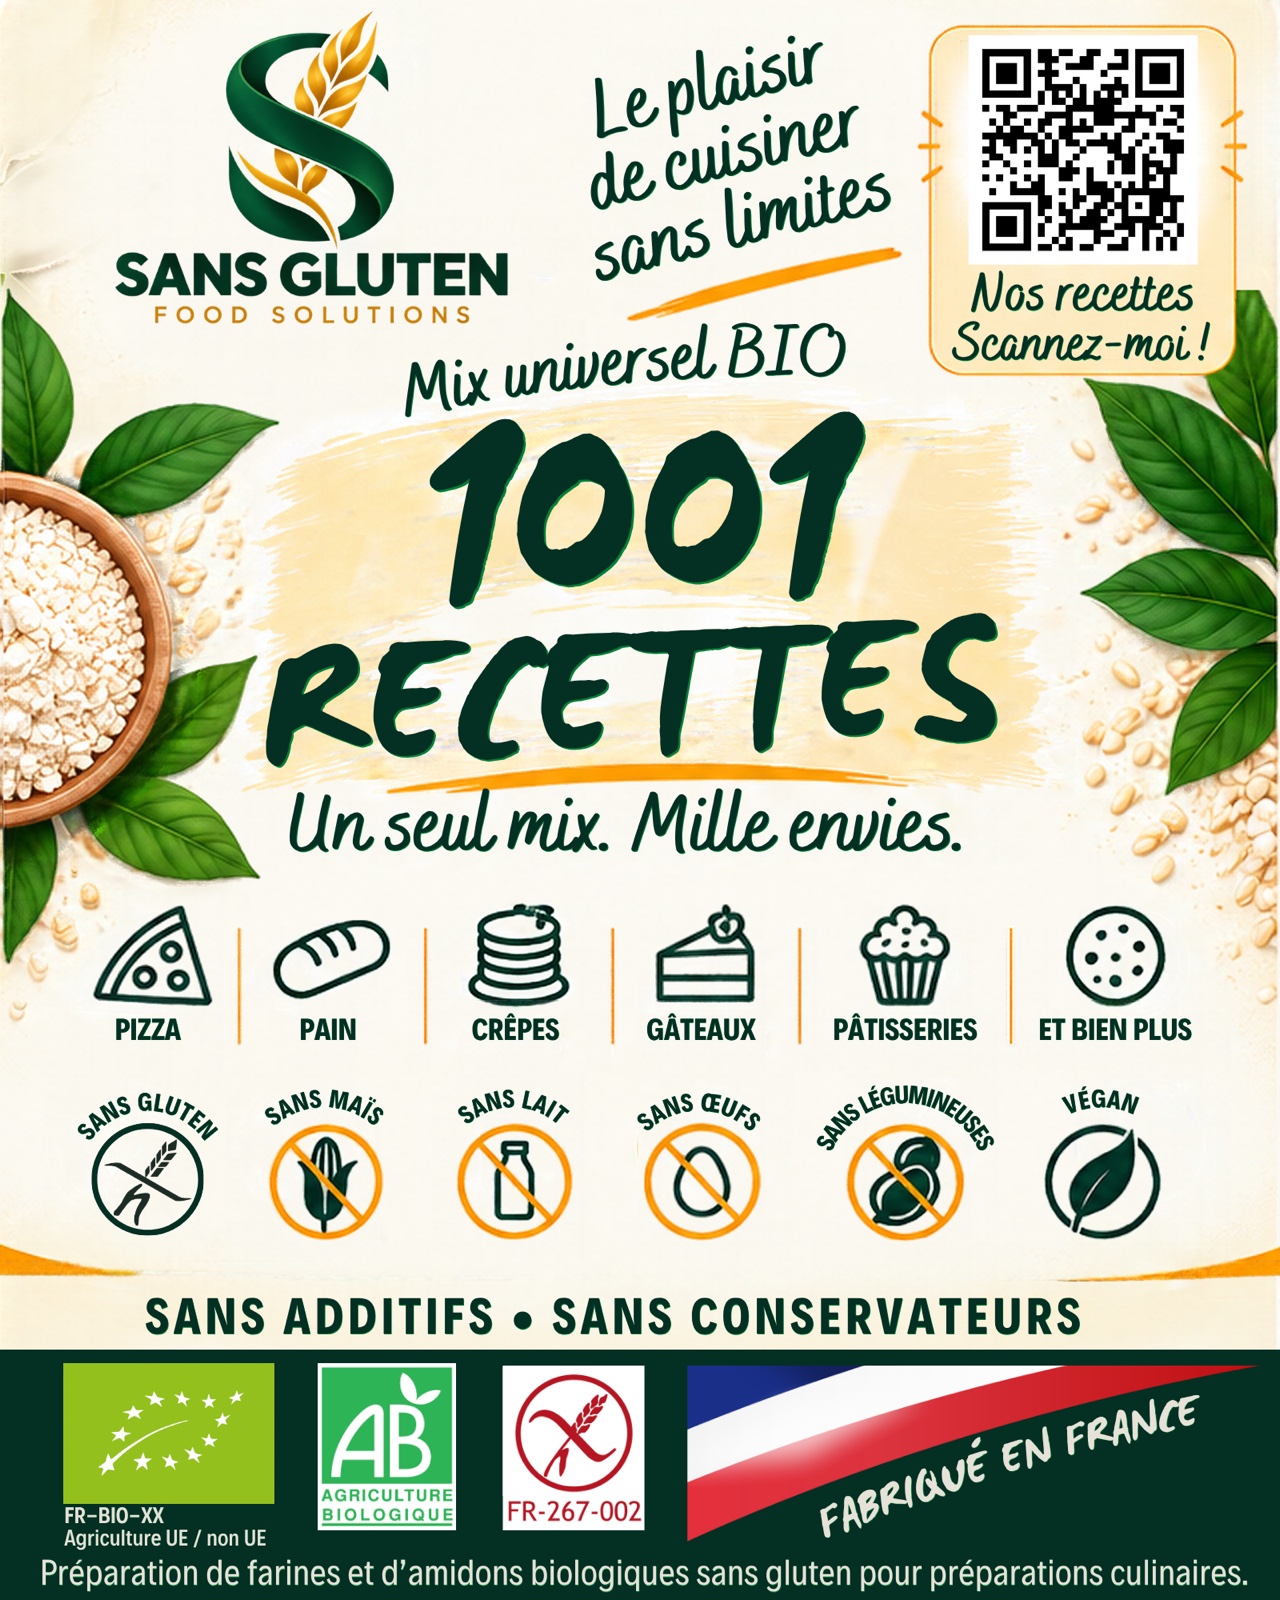 SANS GLUTEN
FOOD SOLUTIONS
Le plaisir
de cuisiner
sans limites
Nos recettes
Scannez-moi !
Mix universel BIO
1001
RECETTES
Un seul mix. Mille envies.
PIZZA
PAIN
CRÊPES
GÂTEAUX
PÂTISSERIES
ET BIEN PLUS
SANS GLUTEN
SANS MAÏS
SANS LAIT
SANS ŒUFS
SANS LÉGUMINEUSES
VÉGAN
SANS ADDITIFS • SANS CONSERVATEURS
FR-BIO-XX
Agriculture UE / non UE
AB
AGRICULTURE
BIOLOGIQUE
FR-267-002
FABRIQUÉ EN FRANCE
Préparation de farines et d’amidons biologiques sans gluten pour préparations culinaires.